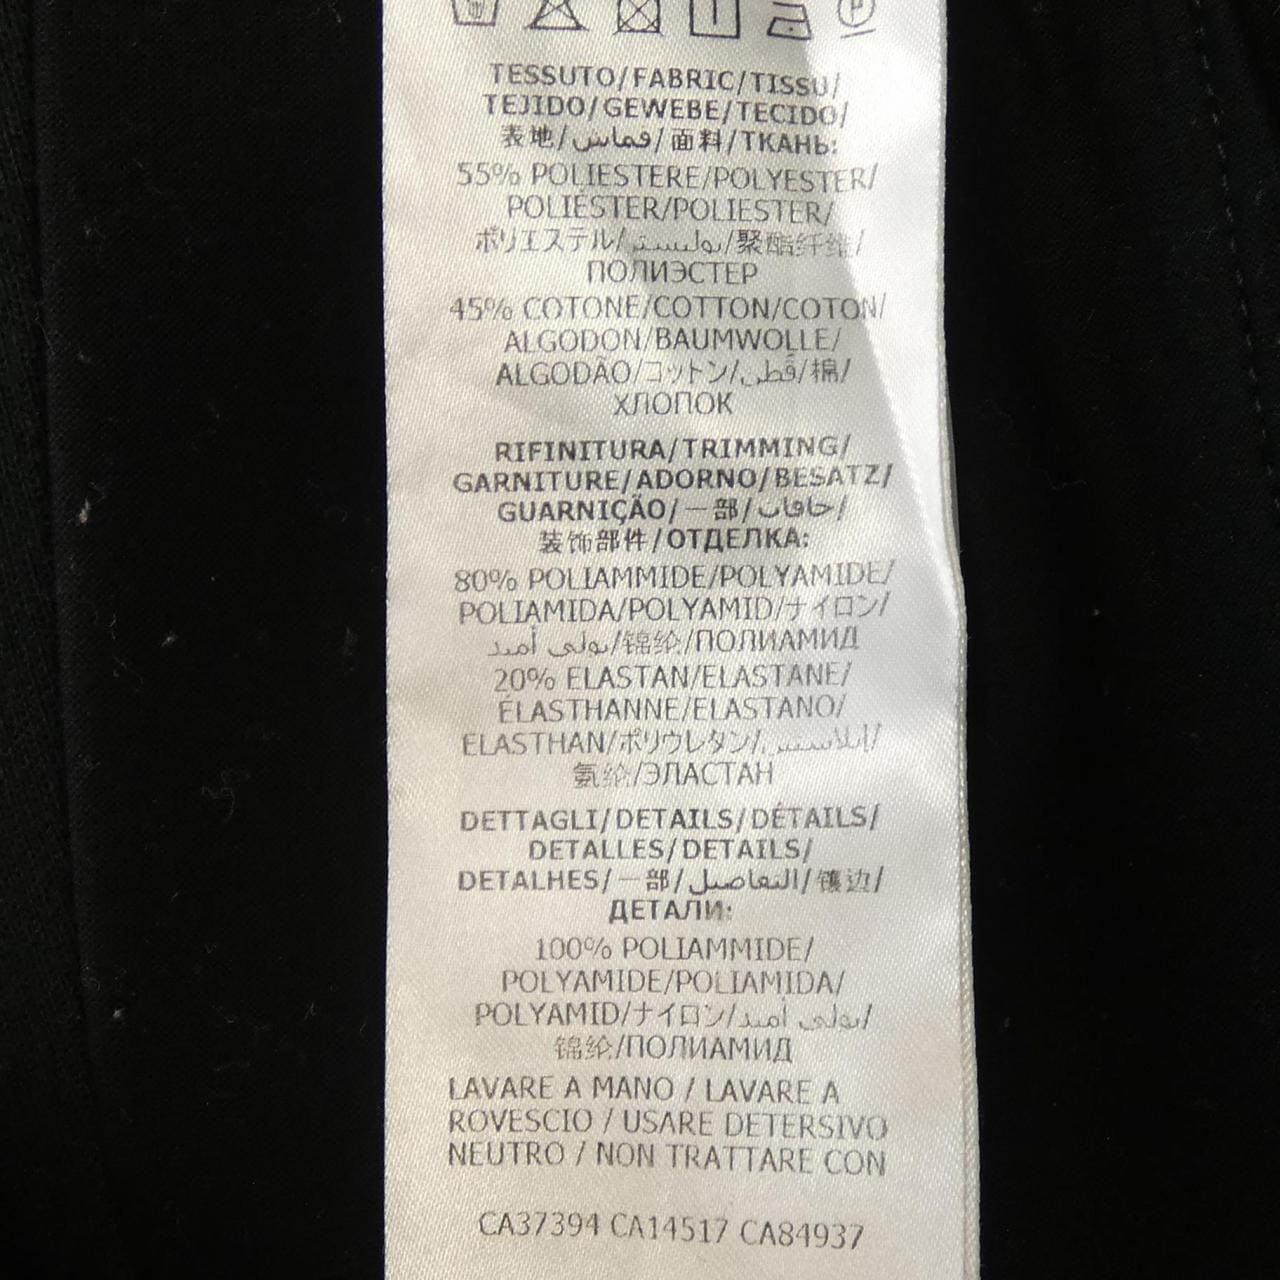 TESSUTO/FABRIC/TISSU/
TEJIDO/GEWEBE/TECIDO/
表地/قماس/面料/ТКАНЬ:
55% POLIESTERE/POLYESTER/
POLIÉSTER/POLIESTER/
ポリエステル/بوليستر/聚酯纤维/
ПОЛИЭСТЕР
45% COTONE/COTTON/COTON/
ALGODON/BAUMWOLLE/
ALGODÃO/コットン/قطن/棉/
ХЛОПОК
RIFINITURA/TRIMMING/
GARNITURE/ADORNO/BESATZ/
GUARNIÇÃO/一部/حافات/
装饰部件/ОТДЕЛКА:
80% POLIAMMIDE/POLYAMIDE/
POLIAMIDA/POLYAMID/ナイロン/
بولي أميد/锦纶/ПОЛИАМИД
20% ELASTAN/ELASTANE/
ÉLASTHANNE/ELASTANO/
ELASTHAN/ポリウレタン/إيلاستين/
氨纶/ЭЛАСТАН
DETTAGLI/DETAILS/DÉTAILS/
DETALLES/DETAILS/
DETALHES/一部/التفاصيل/镶边/
ДЕТАЛИ:
100% POLIAMMIDE/
POLYAMIDE/POLIAMIDA/
POLYAMID/ナイロン/بولي أميد/
锦纶/ПОЛИАМИД
LAVARE A MANO / LAVARE A
ROVESCIO / USARE DETERSIVO
NEUTRO / NON TRATTARE CON
CA37394 CA14517 CA84937